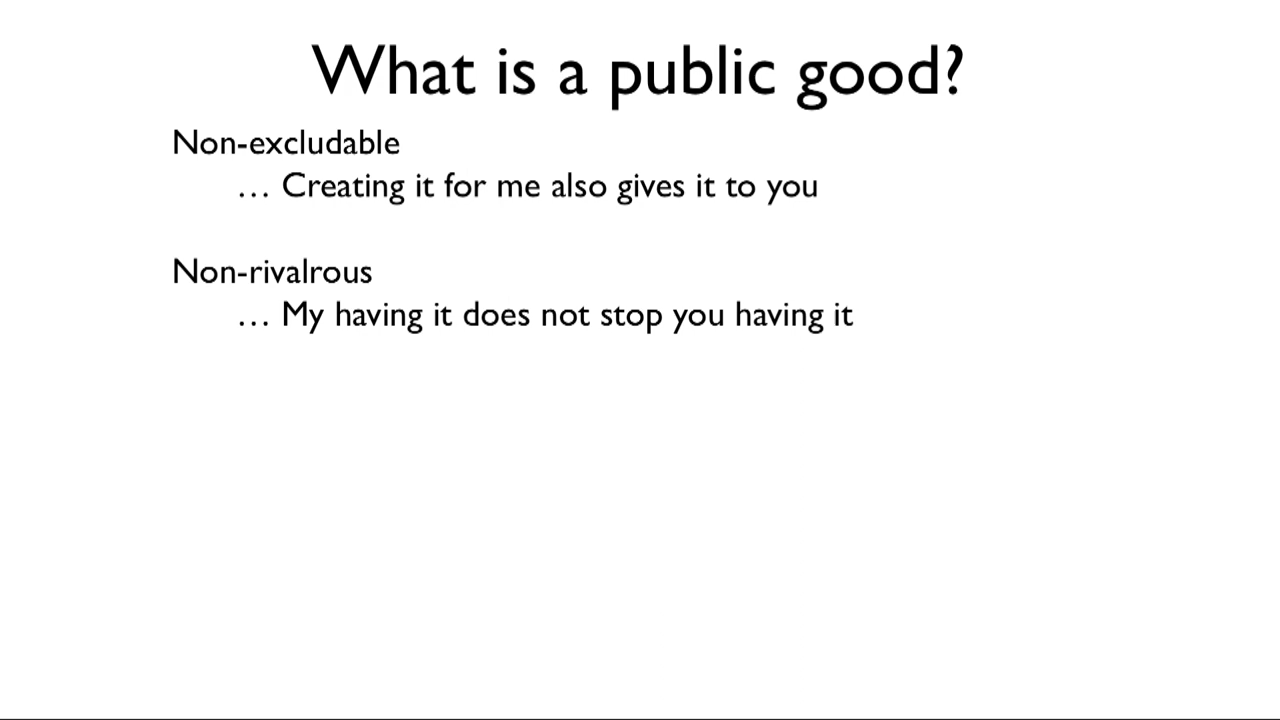 What is a public good?
Non-excludable
… Creating it for me also gives it to you
Non-rivalrous
… My having it does not stop you having it